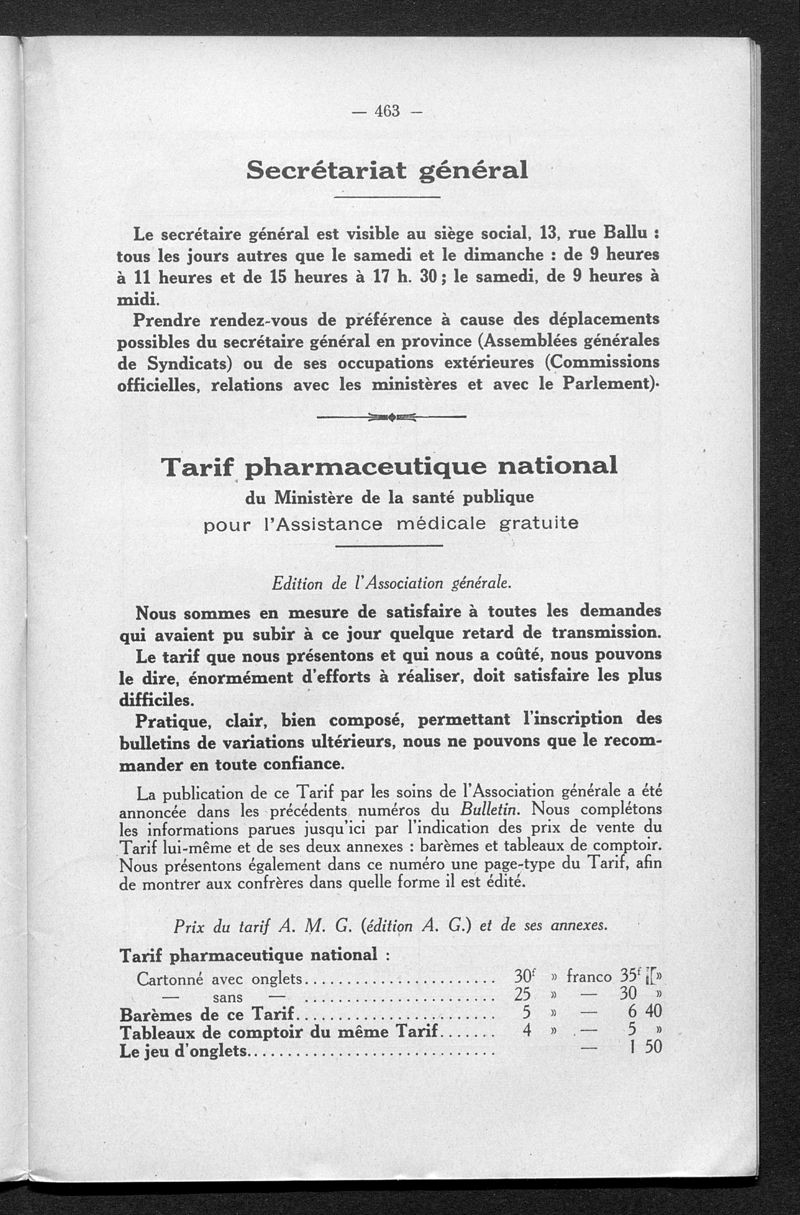 — 463 —
Secrétariat général
Le secrétaire général est visible au siège social, 13, rue Ballu :
tous les jours autres que le samedi et le dimanche : de 9 heures
à 11 heures et de 15 heures à 17 h. 30 ; le samedi, de 9 heures à
midi.
Prendre rendez-vous de préférence à cause des déplacements
possibles du secrétaire général en province (Assemblées générales
de Syndicats) ou de ses occupations extérieures (Commissions
officielles, relations avec les ministères et avec le Parlement).
Tarif pharmaceutique national
du Ministère de la santé publique
pour l'Assistance médicale gratuite
Edition de l'Association générale.
Nous sommes en mesure de satisfaire à toutes les demandes
qui avaient pu subir à ce jour quelque retard de transmission.
Le tarif que nous présentons et qui nous a coûté, nous pouvons
le dire, énormément d'efforts à réaliser, doit satisfaire les plus
difficiles.
Pratique, clair, bien composé, permettant l'inscription des
bulletins de variations ultérieurs, nous ne pouvons que le recom-
mander en toute confiance.
La publication de ce Tarif par les soins de l'Association générale a été
annoncée dans les précédents numéros du Bulletin. Nous complétons
les informations parues jusqu'ici par l'indication des prix de vente du
Tarif lui-même et de ses deux annexes : barèmes et tableaux de comptoir.
Nous présentons également dans ce numéro une page-type du Tarif, afin
de montrer aux confrères dans quelle forme il est édité.
Prix du tarif A. M. G. (édition A. G.) et de ses annexes.
Tarif pharmaceutique national :
Cartonné avec onglets........................ 30f » franco 35f »
— sans — ........................ 25 » — 30 »
Barèmes de ce Tarif......................... 5 » — 6 40
Tableaux de comptoir du même Tarif....... 4 » — 5 »
Le jeu d'onglets.............................. — 1 50